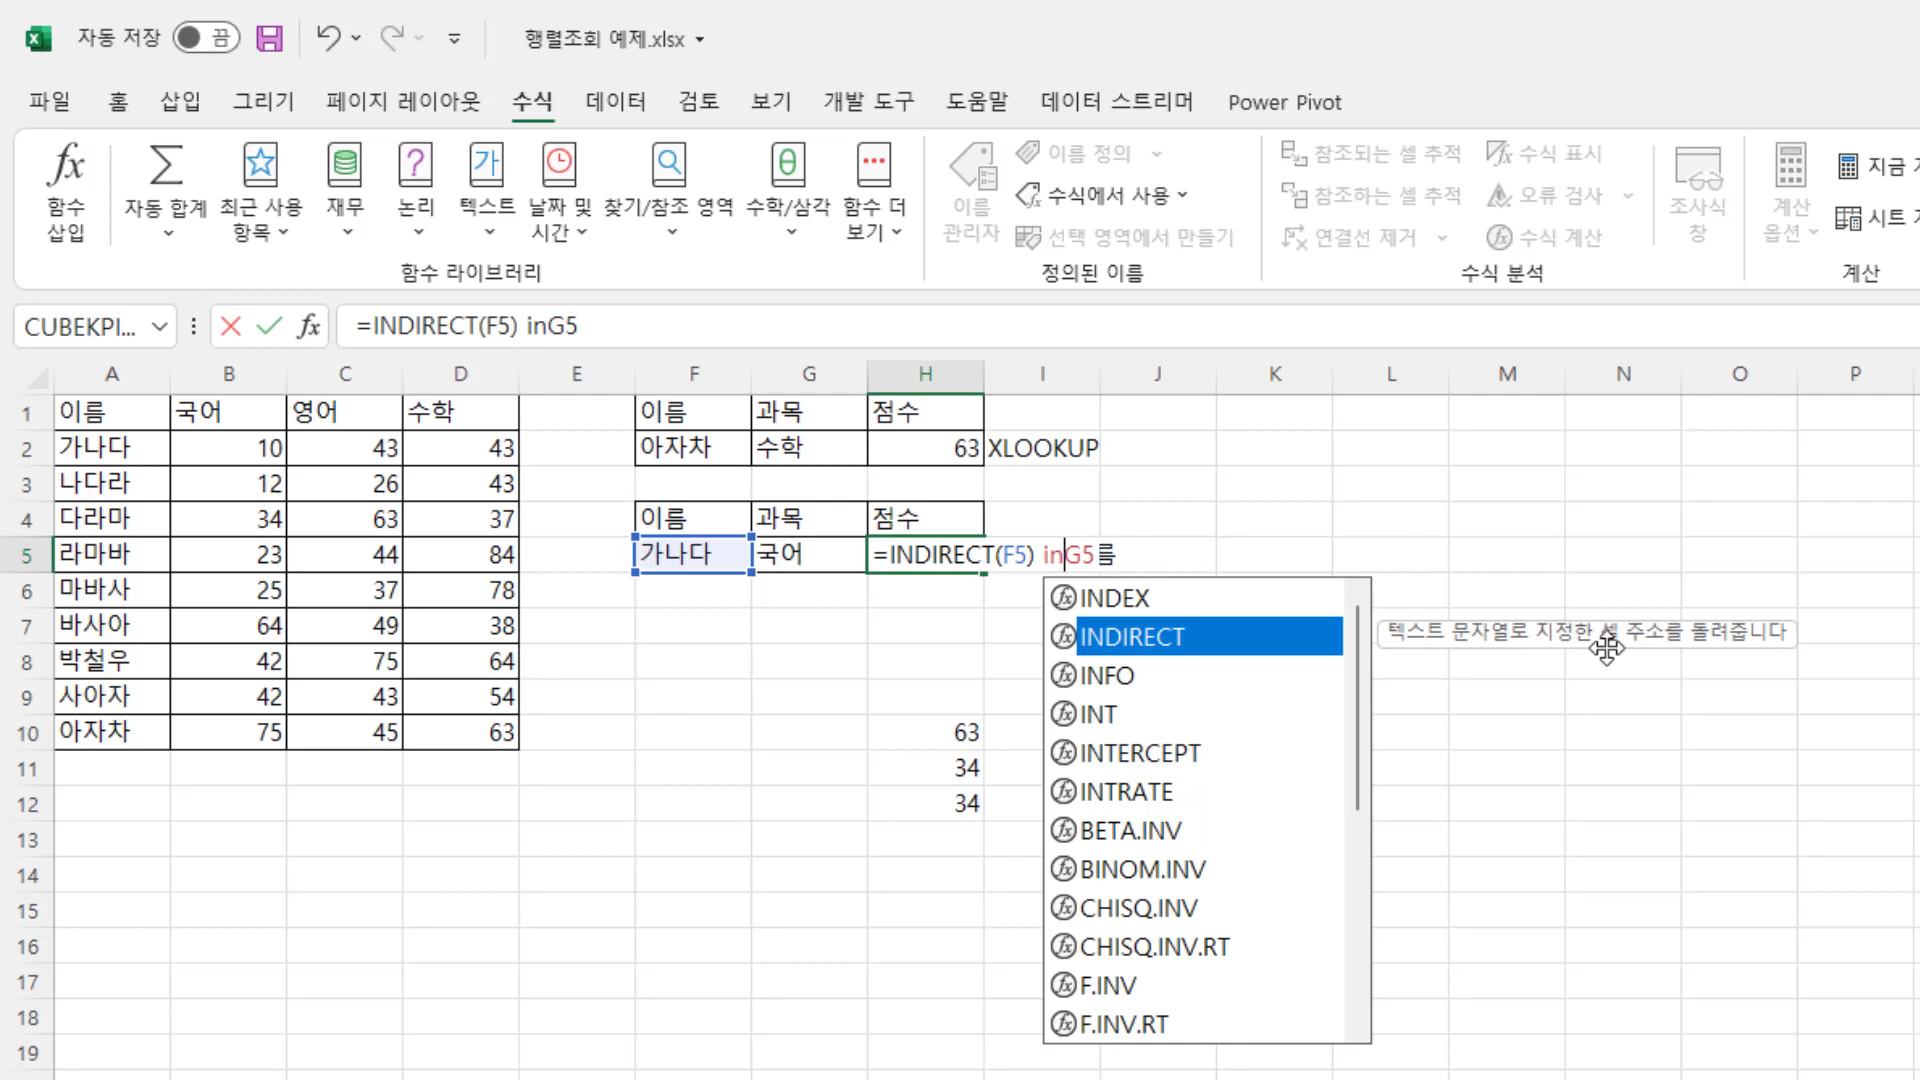 자동 저장 끔 행렬조회 예제.xlsx
파일 홈 삽입 그리기 페이지 레이아웃 수식 데이터 검토 보기 개발 도구 도움말 데이터 스트리머 Power Pivot
fx 함수 삽입
자동 합계
최근 사용 항목
재무
논리
텍스트
날짜 및 시간
찾기/참조 영역
수학/삼각
함수 더 보기
함수 라이브러리
이름 관리자
이름 정의
수식에서 사용
선택 영역에서 만들기
정의된 이름
참조되는 셀 추적
참조하는 셀 추적
연결선 제거
수식 표시
오류 검사
수식 계산
수식 분석
조사식 창
계산 옵션
지금
시트
계산
CUBEKPI... fx =INDIRECT(F5) inG5
A B C D E F G H I J K L M N O P
1 이름 국어 영어 수학 이름 과목 점수
2 가나다 10 43 43 아자차 수학 63 XLOOKUP
3 나다라 12 26 43
4 다라마 34 63 37 이름 과목 점수
5 라마바 23 44 84 가나다 국어 =INDIRECT(F5) inG5름
6 마바사 25 37 78
7 바사아 64 49 38
8 박철우 42 75 64
9 사아자 42 43 54
10 아자차 75 45 63 63
11 34
12 34
13
14
15
16
17
18
19
INDEX
INDIRECT
텍스트 문자열로 지정한 셀 주소를 돌려줍니다
INFO
INT
INTERCEPT
INTRATE
BETA.INV
BINOM.INV
CHISQ.INV
CHISQ.INV.RT
F.INV
F.INV.RT